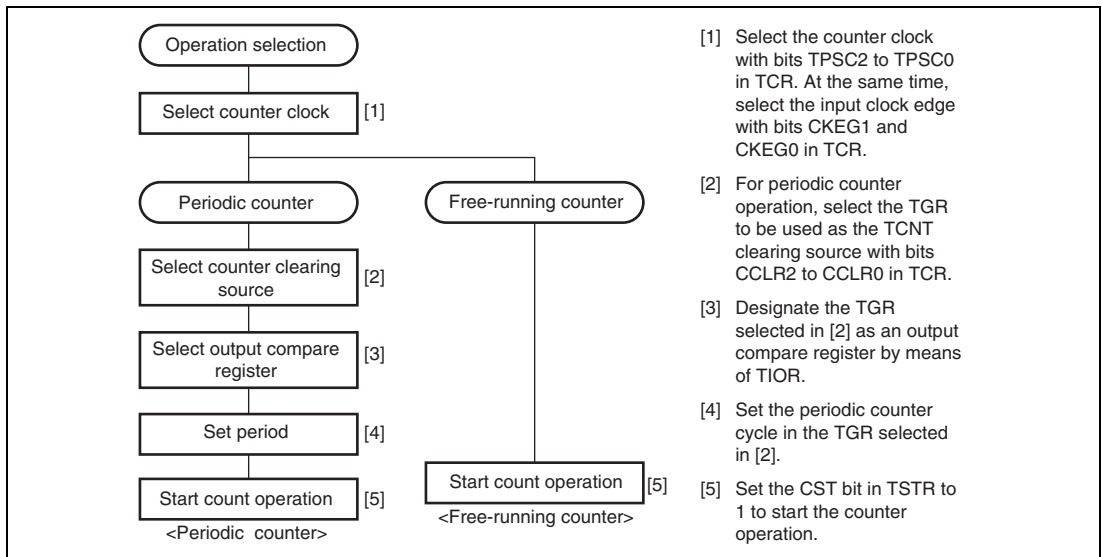 Operation selection
Select counter clock
[1]
Periodic counter
Free-running counter
Select counter clearing
source
[2]
Select output compare
register
[3]
Set period
[4]
Start count operation
[5]
<Periodic counter>
Start count operation
[5]
<Free-running counter>
[1] Select the counter clock
with bits TPSC2 to TPSC0
in TCR. At the same time,
select the input clock edge
with bits CKEG1 and
CKEG0 in TCR.
[2] For periodic counter
operation, select the TGR
to be used as the TCNT
clearing source with bits
CCLR2 to CCLR0 in TCR.
[3] Designate the TGR
selected in [2] as an output
compare register by means
of TIOR.
[4] Set the periodic counter
cycle in the TGR selected
in [2].
[5] Set the CST bit in TSTR to
1 to start the counter
operation.